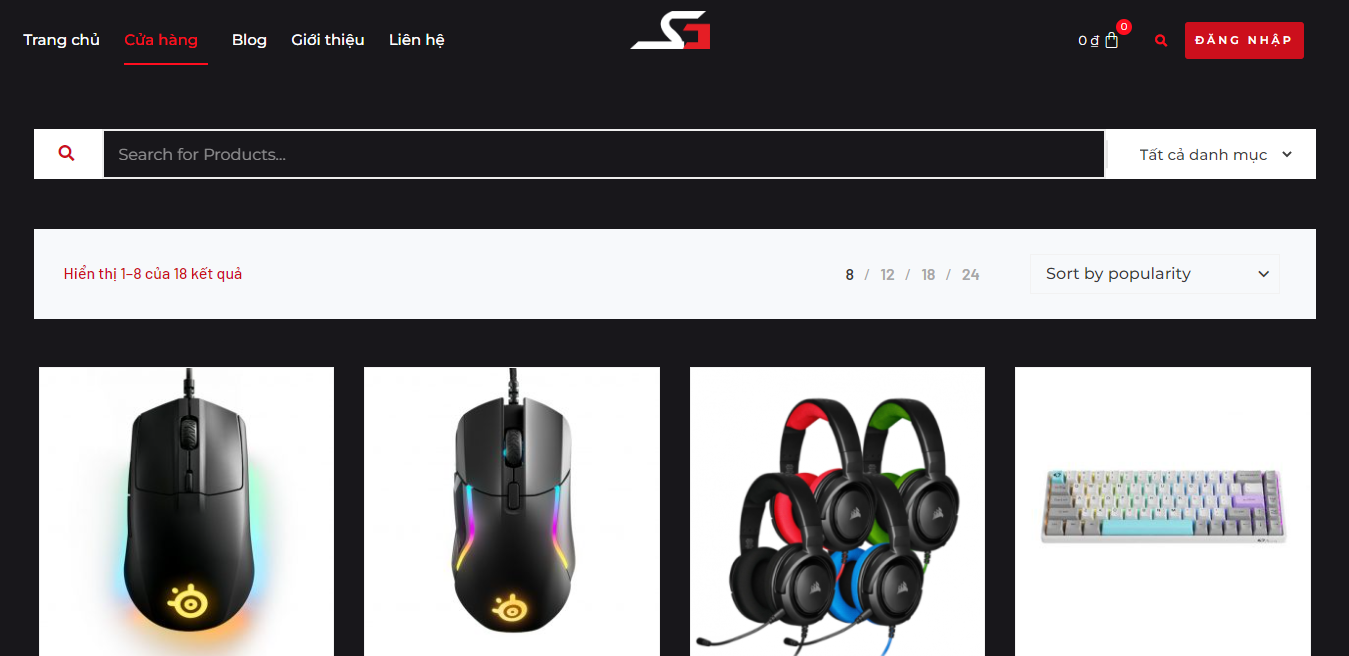 Trang chủ Cửa hàng Blog Giới thiệu Liên hệ 0 ₫ 0 ĐĂNG NHẬP
Search for Products... Tất cả danh mục
Hiển thị 1–8 của 18 kết quả 8 / 12 / 18 / 24 Sort by popularity